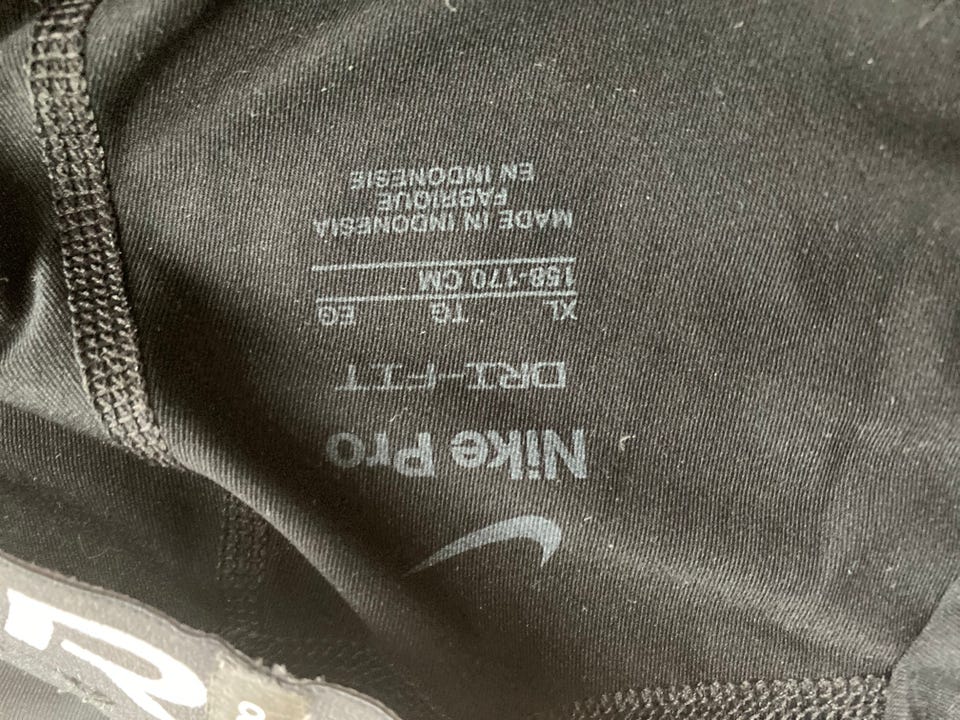 Nike Pro
DRI-FIT
XL TG EG
158-170 CM
MADE IN INDONESIA
FABRIQUE
EN INDONESIE